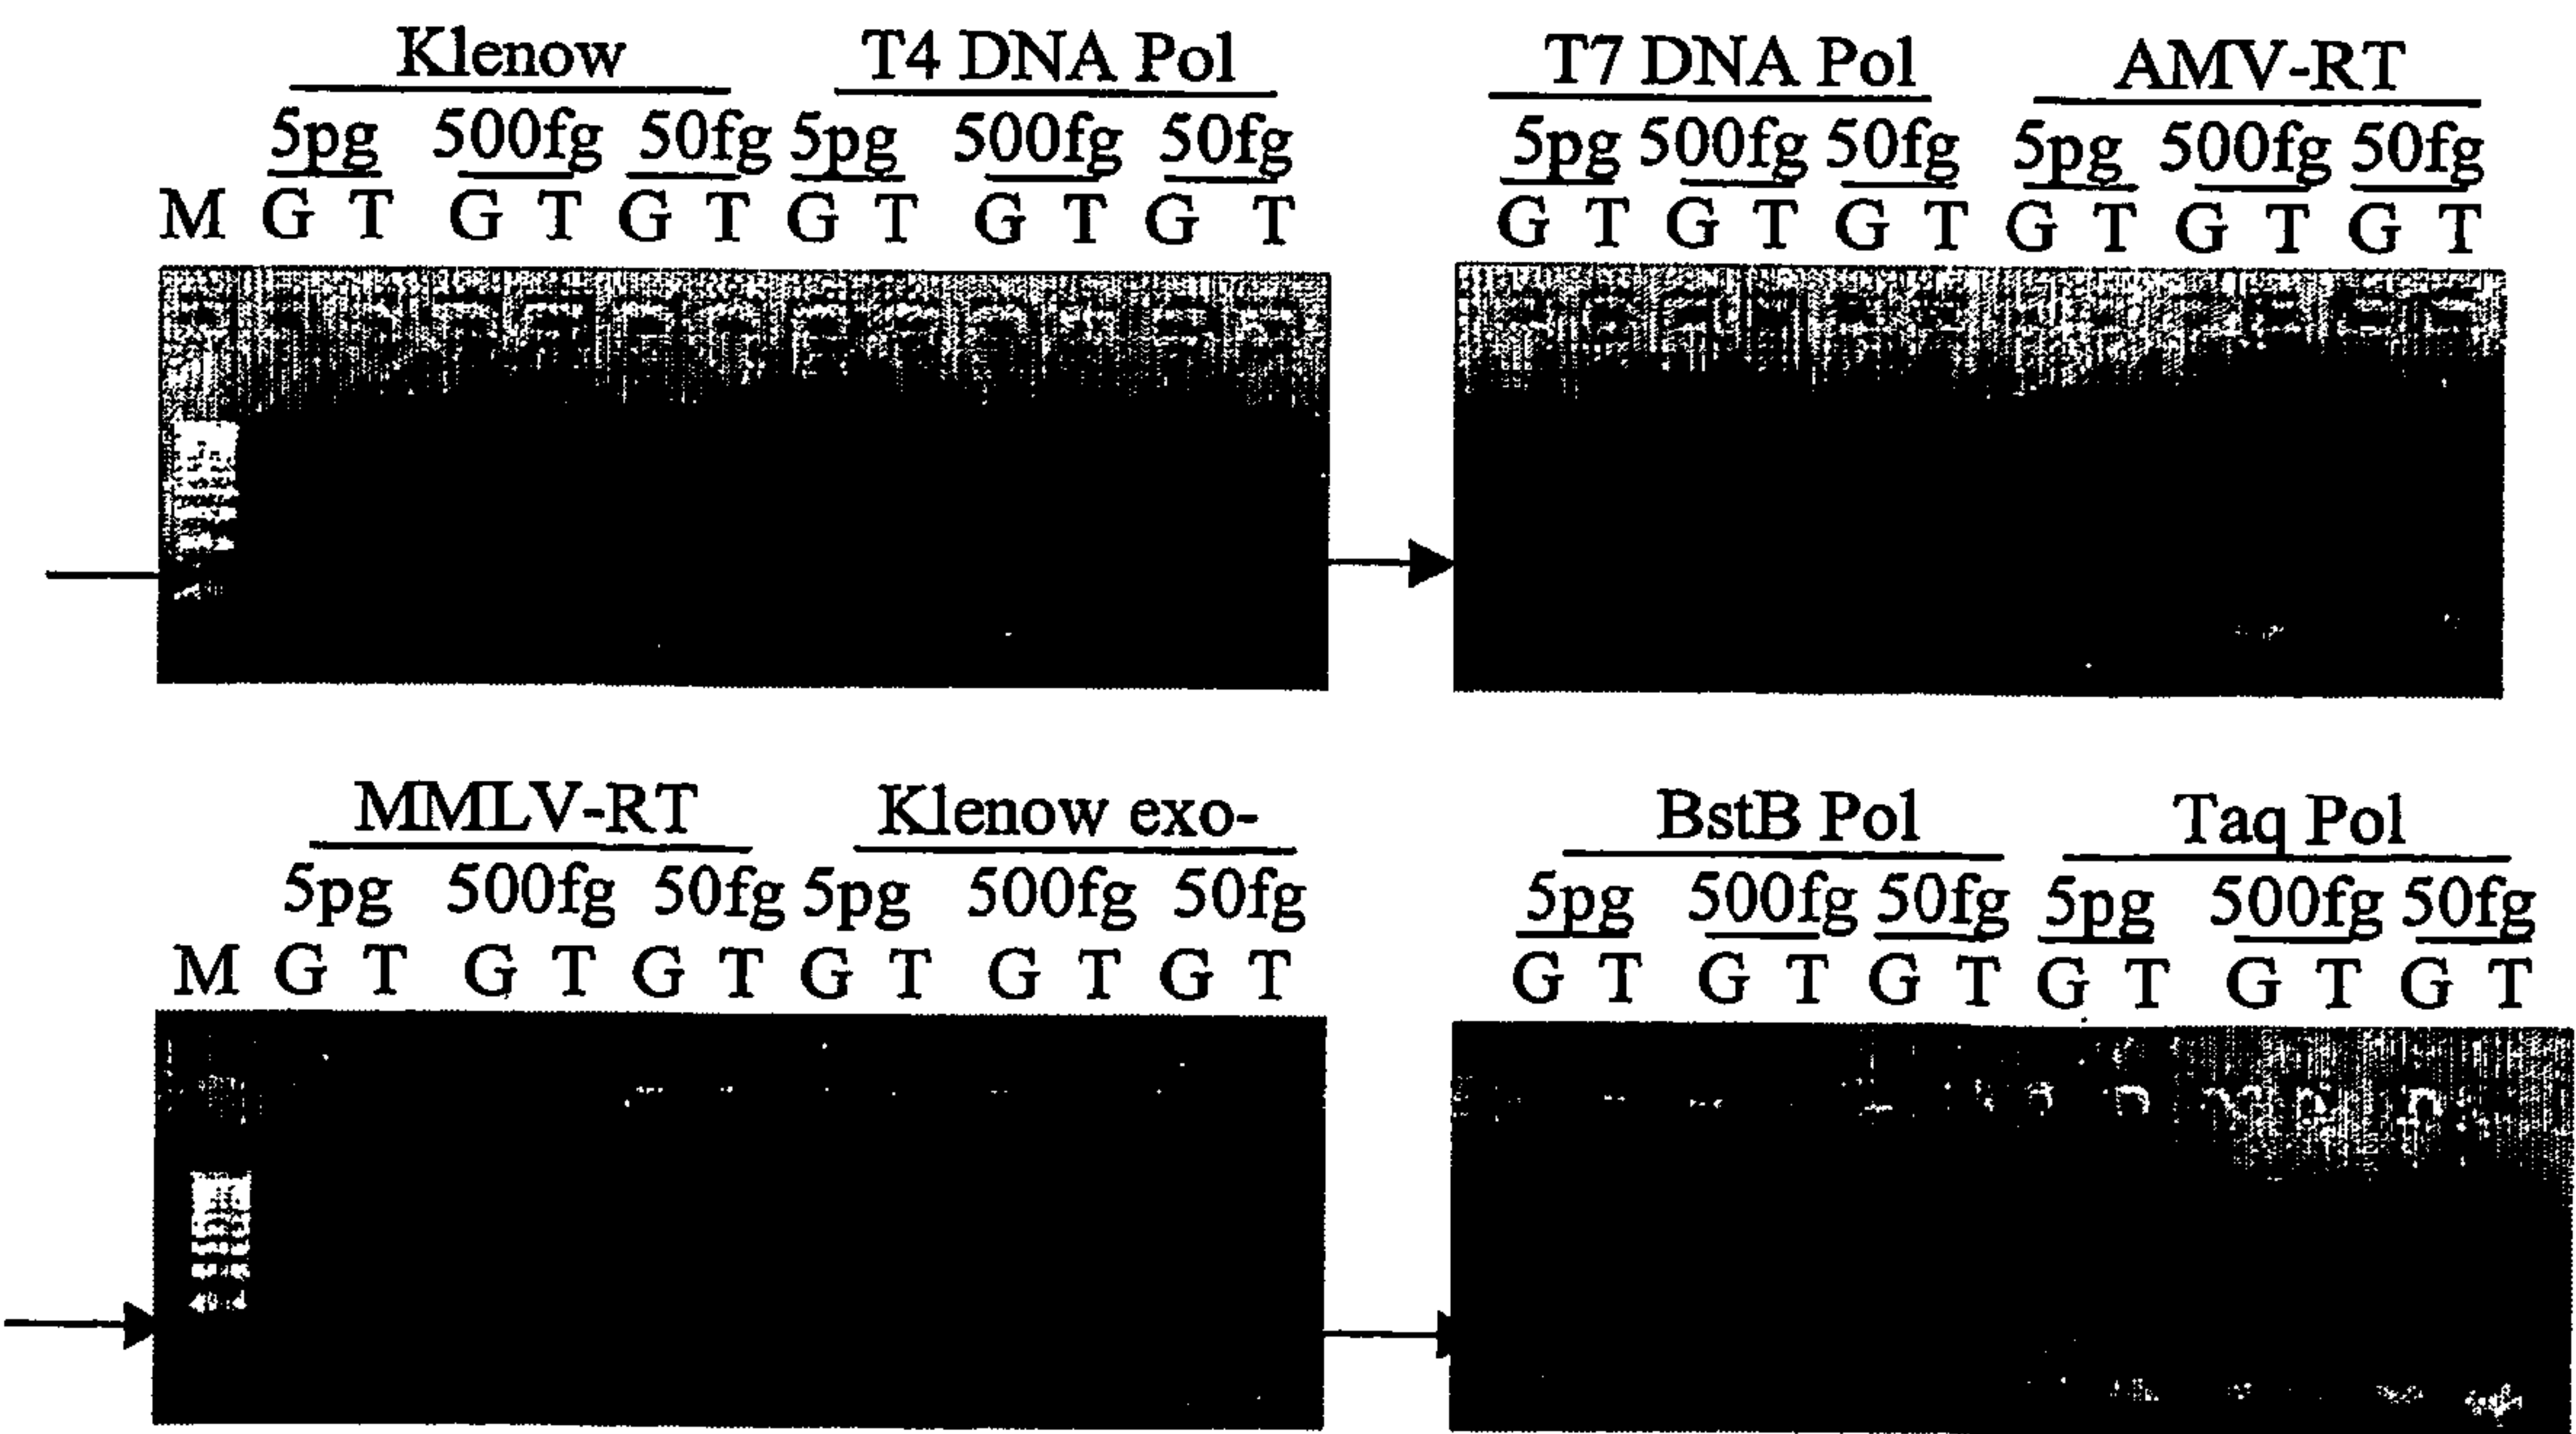 Klenow T4 DNA Pol T7 DNA Pol AMV-RT
5pg 500fg 50fg 5pg 500fg 50fg 5pg 500fg 50fg 5pg 500fg 50fg
M G T G T G T G T G T G T G T G T G T G T G T G T
MMLV-RT Klenow exo- BstB Pol Taq Pol
5pg 500fg 50fg 5pg 500fg 50fg 5pg 500fg 50fg 5pg 500fg 50fg
M G T G T G T G T G T G T G T G T G T G T G T G T